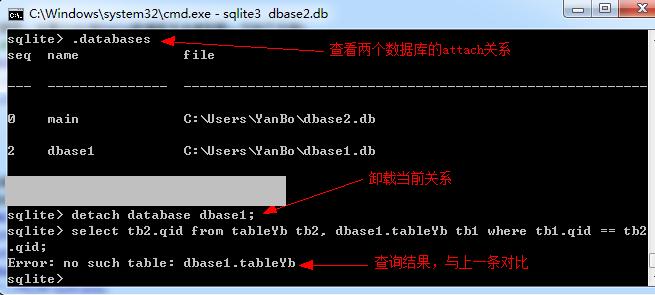 C:\Windows\system32\cmd.exe - sqlite3  dbase2.db
sqlite> .databases
查看两个数据库的attach关系
seq  name             file
---  ---------------  ----------------------------------------------------------
0    main             C:\Users\YanBo\dbase2.db
2    dbase1           C:\Users\YanBo\dbase1.db
卸载当前关系
sqlite> detach database dbase1;
sqlite> select tb2.qid from tableYb tb2, dbase1.tableYb tb1 where tb1.qid == tb2
.qid;
Error: no such table: dbase1.tableYb
查询结果，与上一条对比
sqlite>